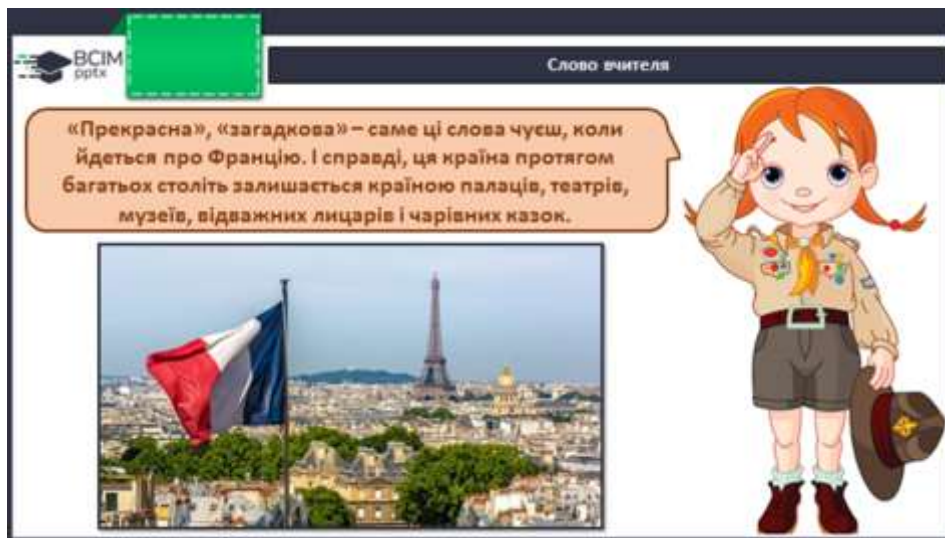 ВСІМ
pptx
Слово вчителя
«Прекрасна», «загадкова» – саме ці слова чуєш, коли
йдеться про Францію. І справді, ця країна протягом
багатьох століть залишається країною палаців, театрів,
музеїв, відважних лицарів і чарівних казок.